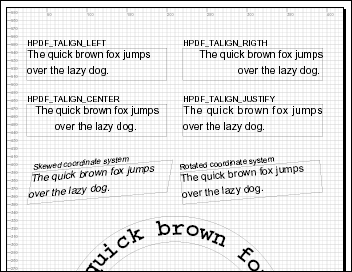 HPDF_TALIGN_LEFT
The quick brown fox jumps
over the lazy dog.
HPDF_TALIGN_RIGTH
The quick brown fox jumps
over the lazy dog.
HPDF_TALIGN_CENTER
The quick brown fox jumps
over the lazy dog.
HPDF_TALIGN_JUSTIFY
The quick brown fox jumps
over the lazy dog.
Skewed coordinate system
The quick brown fox jumps
over the lazy dog.
Rotated coordinate system
The quick brown fox jumps
over the lazy dog.
quick brown fo